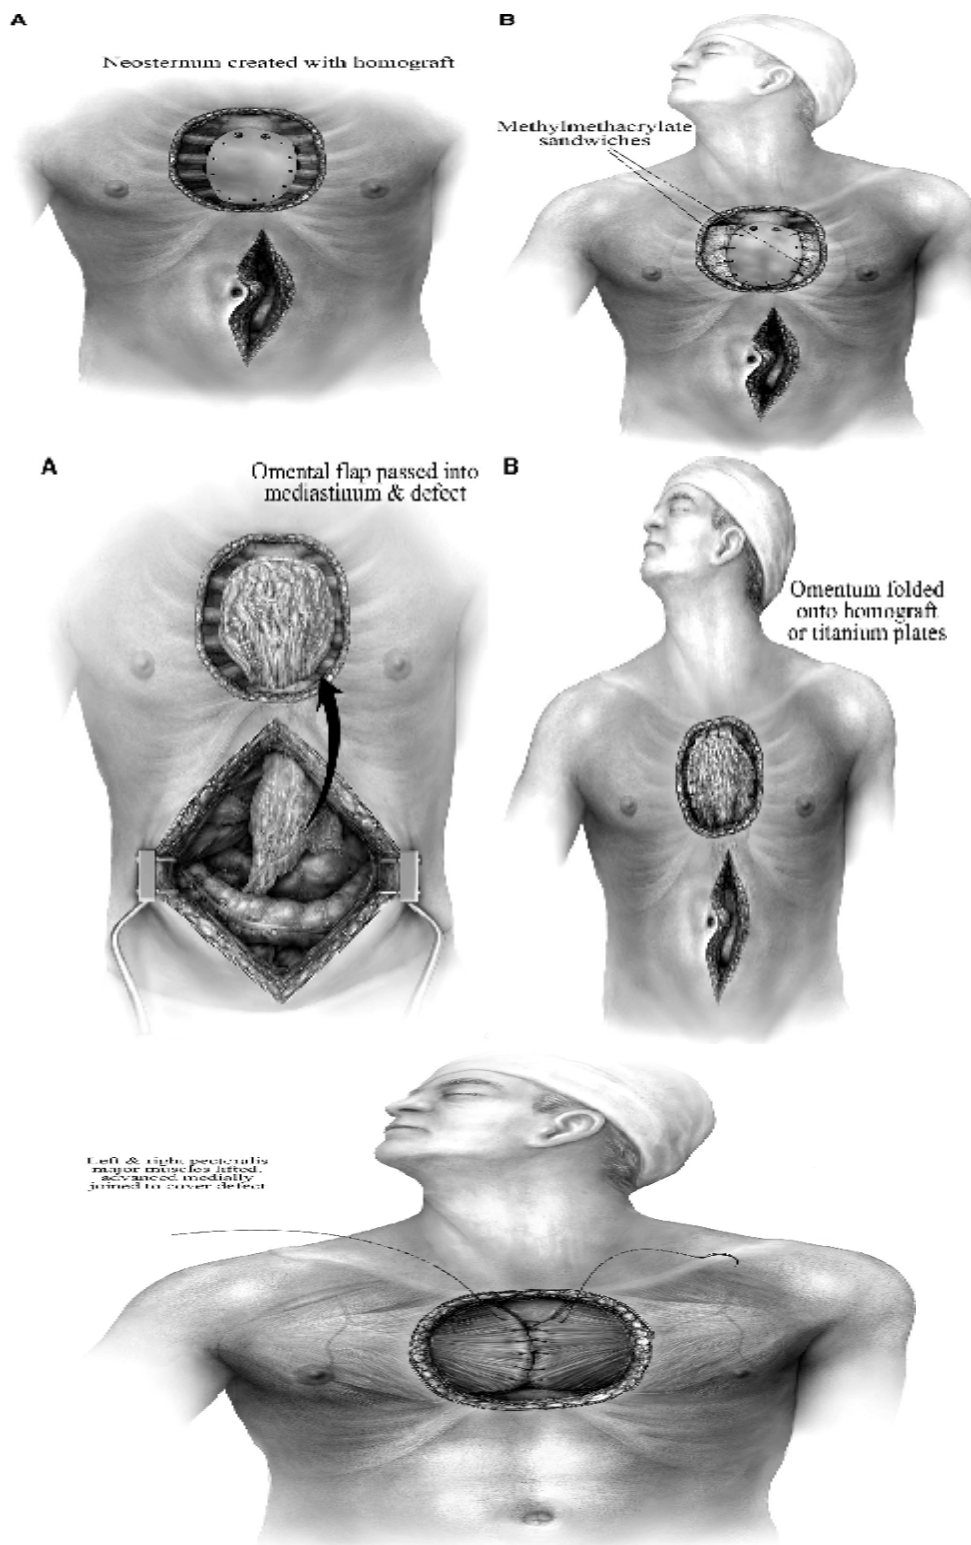 A
B
Neosternum created with homograft
Methylmethacrylate
sandwiches
A
B
Omental flap passed into
mediastinum & defect
Omentum folded
onto homograft
or titanium plates
Left & right pectoralis
major muscles lifted,
advanced medially
joined to cover defect